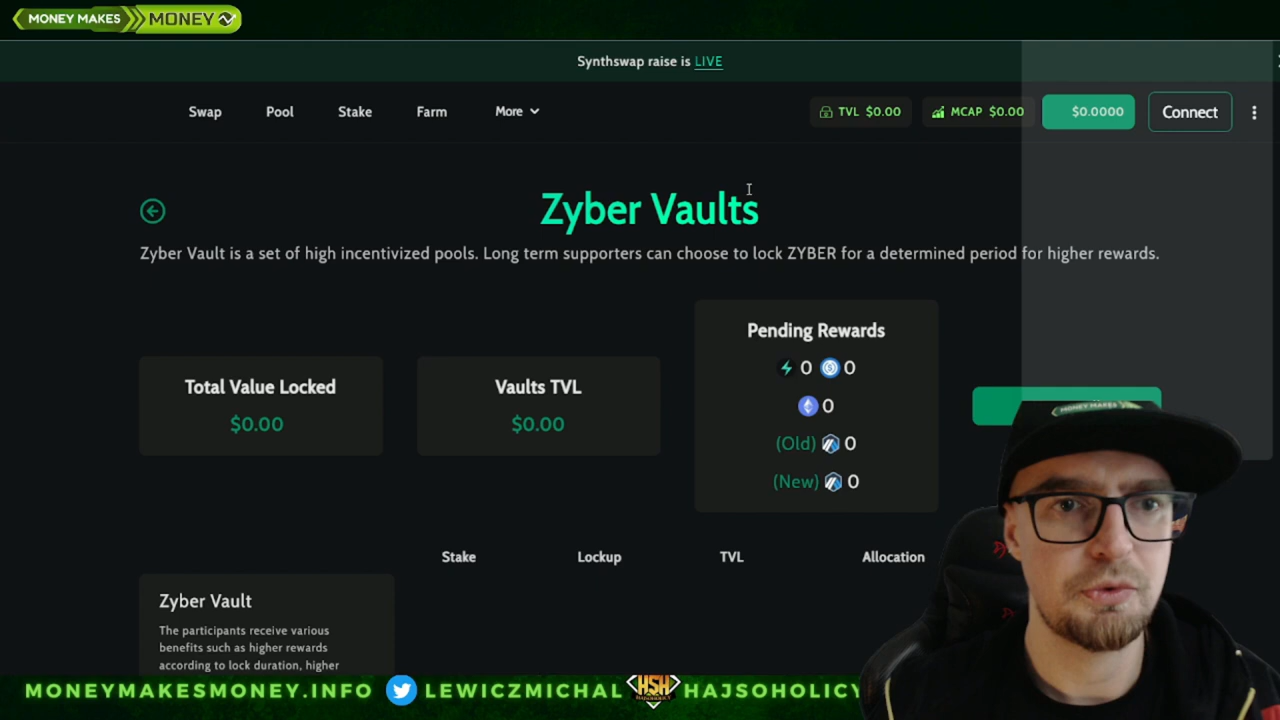 MONEY MAKES MONEY
Synthswap raise is LIVE
Swap Pool Stake Farm More TVL $0.00 MCAP $0.00 $0.0000 Connect
Zyber Vaults
Zyber Vault is a set of high incentivized pools. Long term supporters can choose to lock ZYBER for a determined period for higher rewards.
Total Value Locked
$0.00
Vaults TVL
$0.00
Pending Rewards
0 0
0
(Old) 0
(New) 0
Stake Lockup TVL Allocation
Zyber Vault
The participants receive various
benefits such as higher rewards
according to lock duration, higher
MONEYMAKESMONEY.INFO LEWICZMICHAL HSH HAJSOHOLICY